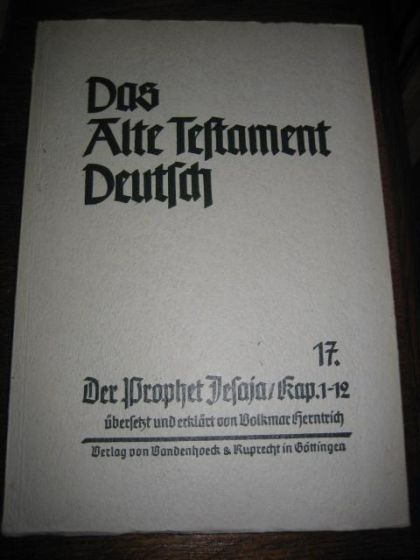 Das
Alte Testament
Deutsch
17.
Der Prophet Jesaja/Kap.1-12
übersetzt und erklärt von Volkmar Herntrich
Verlag von Vandenhoeck & Ruprecht in Göttingen